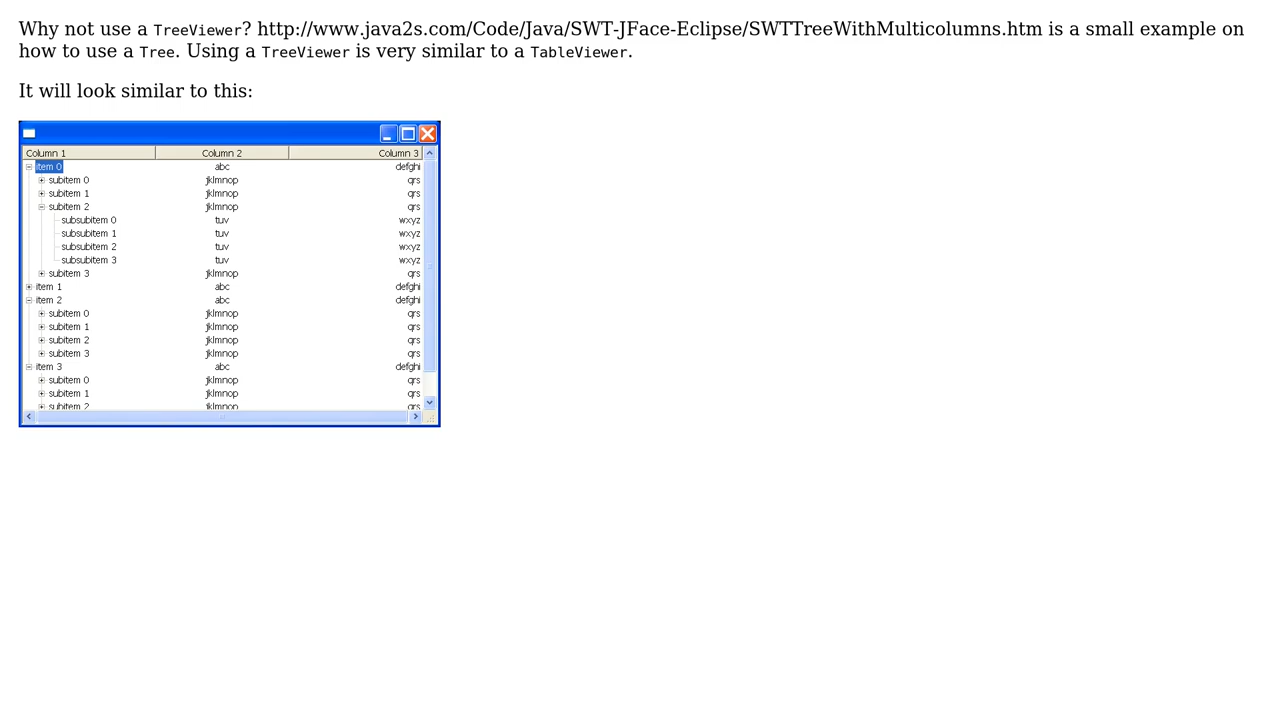 Why not use a TreeViewer? http://www.java2s.com/Code/Java/SWT-JFace-Eclipse/SWTTreeWithMulticolumns.htm is a small example on
how to use a Tree. Using a TreeViewer is very similar to a TableViewer.
It will look similar to this:
Column 1 Column 2 Column 3
item 0 abc defghi
subitem 0 jklmnop qrs
subitem 1 jklmnop qrs
subitem 2 jklmnop qrs
subsubitem 0 tuv wxyz
subsubitem 1 tuv wxyz
subsubitem 2 tuv wxyz
subsubitem 3 tuv wxyz
subitem 3 jklmnop qrs
item 1 abc defghi
item 2 abc defghi
subitem 0 jklmnop qrs
subitem 1 jklmnop qrs
subitem 2 jklmnop qrs
subitem 3 jklmnop qrs
item 3 abc defghi
subitem 0 jklmnop qrs
subitem 1 jklmnop qrs
subitem 2 jklmnop qrs